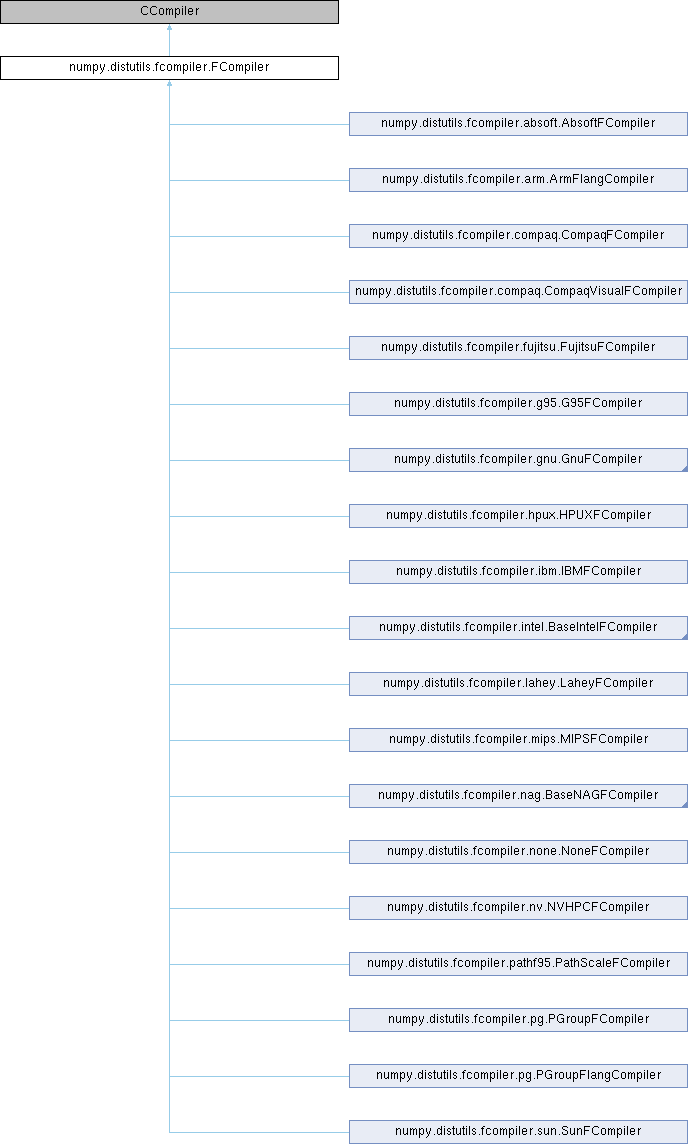 CCompiler
numpy.distutils.fcompiler.FCompiler
numpy.distutils.fcompiler.absoft.AbsoftFCompiler
numpy.distutils.fcompiler.arm.ArmFlangCompiler
numpy.distutils.fcompiler.compaq.CompaqFCompiler
numpy.distutils.fcompiler.compaq.CompaqVisualFCompiler
numpy.distutils.fcompiler.fujitsu.FujitsuFCompiler
numpy.distutils.fcompiler.g95.G95FCompiler
numpy.distutils.fcompiler.gnu.GnuFCompiler
numpy.distutils.fcompiler.hpux.HPUXFCompiler
numpy.distutils.fcompiler.ibm.IBMFCompiler
numpy.distutils.fcompiler.intel.BaseIntelFCompiler
numpy.distutils.fcompiler.lahey.LaheyFCompiler
numpy.distutils.fcompiler.mips.MIPSFCompiler
numpy.distutils.fcompiler.nag.BaseNAGFCompiler
numpy.distutils.fcompiler.none.NoneFCompiler
numpy.distutils.fcompiler.nv.NVHPCFCompiler
numpy.distutils.fcompiler.pathf95.PathScaleFCompiler
numpy.distutils.fcompiler.pg.PGroupFCompiler
numpy.distutils.fcompiler.pg.PGroupFlangCompiler
numpy.distutils.fcompiler.sun.SunFCompiler